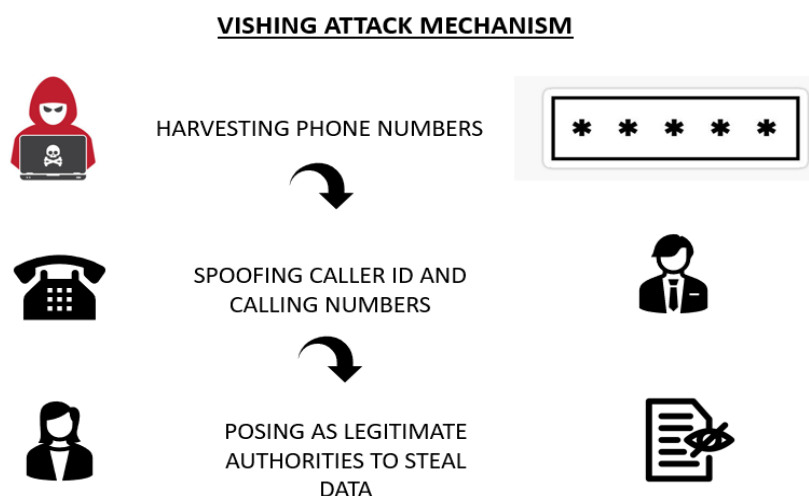 VISHING ATTACK MECHANISM
HARVESTING PHONE NUMBERS
* * * * *
SPOOFING CALLER ID AND
CALLING NUMBERS
POSING AS LEGITIMATE
AUTHORITIES TO STEAL
DATA